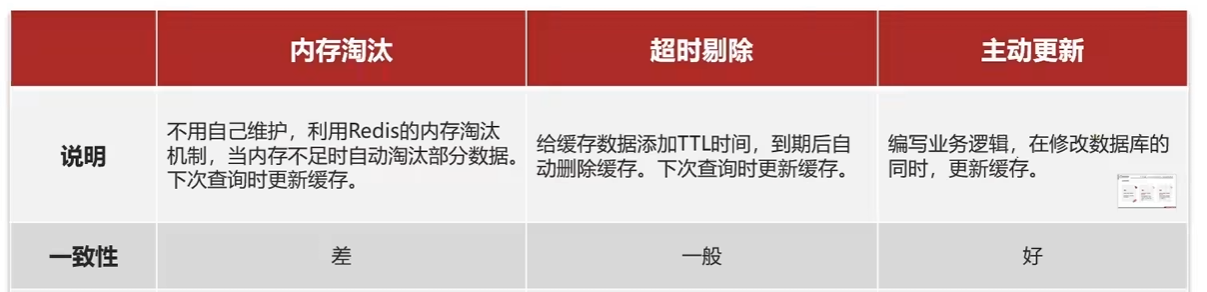 内存淘汰
超时剔除
主动更新
说明
不用自己维护，利用Redis的内存淘汰
机制，当内存不足时自动淘汰部分数据。
下次查询时更新缓存。
给缓存数据添加TTL时间，到期后自
动删除缓存。下次查询时更新缓存。
编写业务逻辑，在修改数据库的
同时，更新缓存。
一致性
差
一般
好